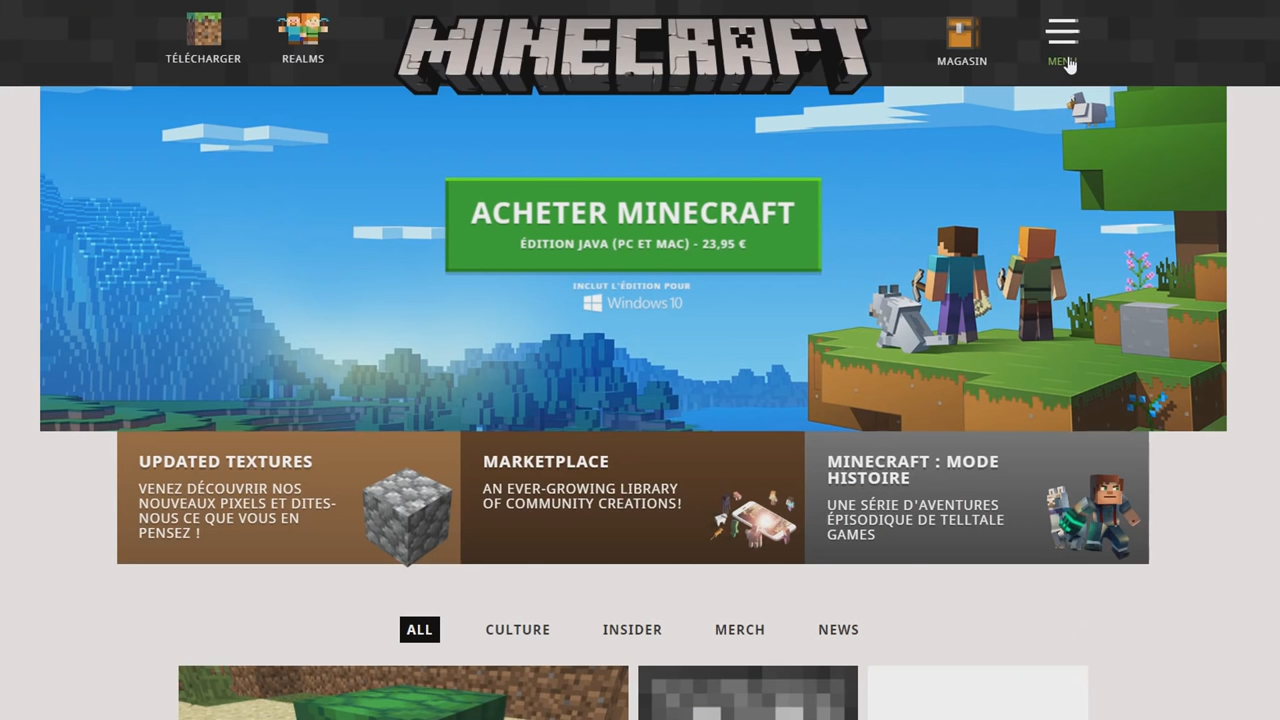 TÉLÉCHARGER
REALMS
MINECRAFT
MAGASIN
MENU
ACHETER MINECRAFT
ÉDITION JAVA (PC ET MAC) - 23,95 €
INCLUT L'ÉDITION POUR
Windows 10
UPDATED TEXTURES
VENEZ DÉCOUVRIR NOS
NOUVEAUX PIXELS ET DITES-
NOUS CE QUE VOUS EN
PENSEZ !
MARKETPLACE
AN EVER-GROWING LIBRARY
OF COMMUNITY CREATIONS!
MINECRAFT : MODE
HISTOIRE
UNE SÉRIE D'AVENTURES
ÉPISODIQUE DE TELLTALE
GAMES
ALL
CULTURE
INSIDER
MERCH
NEWS